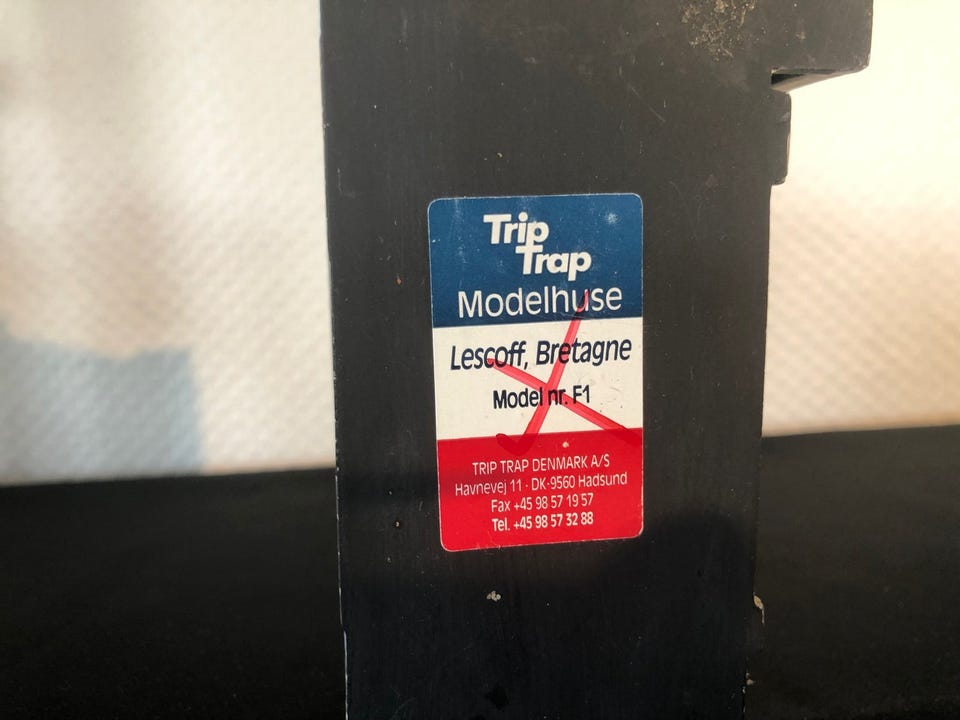 Trip
Trap
Modelhuse
Lescoff, Bretagne
Model nr. F1
TRIP TRAP DENMARK A/S
Havnevej 11 · DK-9560 Hadsund
Fax +45 98 57 19 57
Tel. +45 98 57 32 88